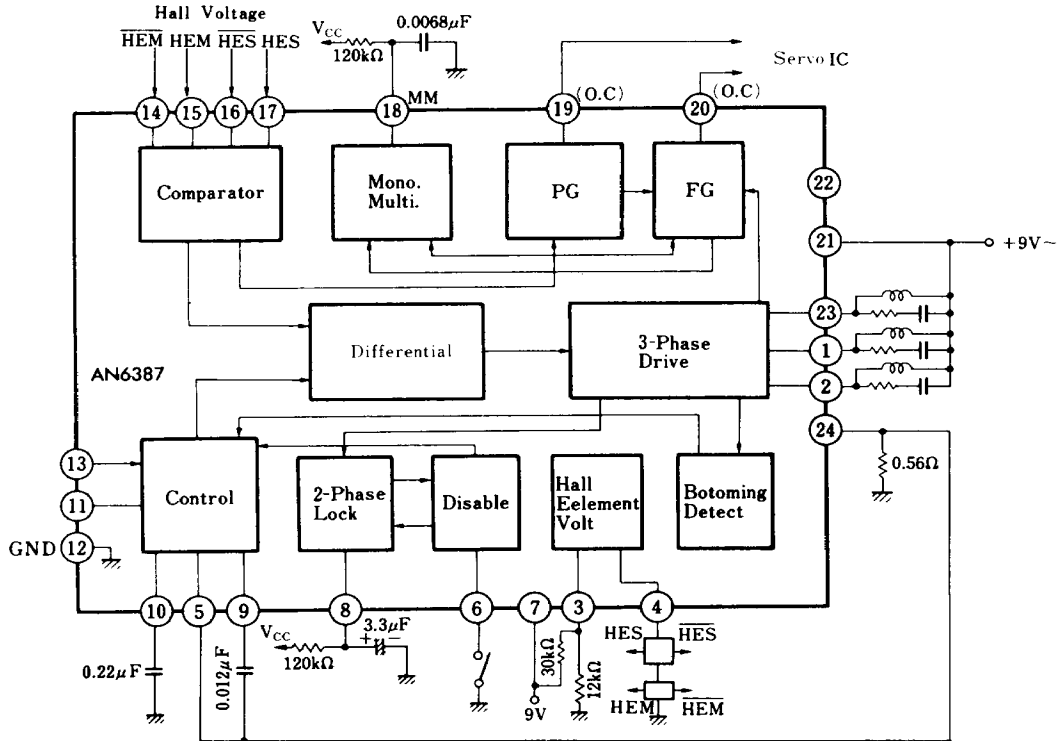 Hall Voltage
HEM HEM HES HES
V_CC
120kΩ
0.0068μF
Servo IC
14
15
16
17
18
MM
19
(O.C)
20
(O.C)
Comparator
Mono.
Multi.
PG
FG
22
21
+9V~
23
1
2
24
Differential
3-Phase
Drive
AN6387
0.56Ω
13
11
GND
12
Control
2-Phase
Lock
Disable
Hall
Eelement
Volt
Botoming
Detect
10
5
9
8
6
7
3
4
0.22μF
0.012μF
V_CC
120kΩ
3.3μF
+ −
9V
30kΩ
12kΩ
HES
HES
HEM
HEM